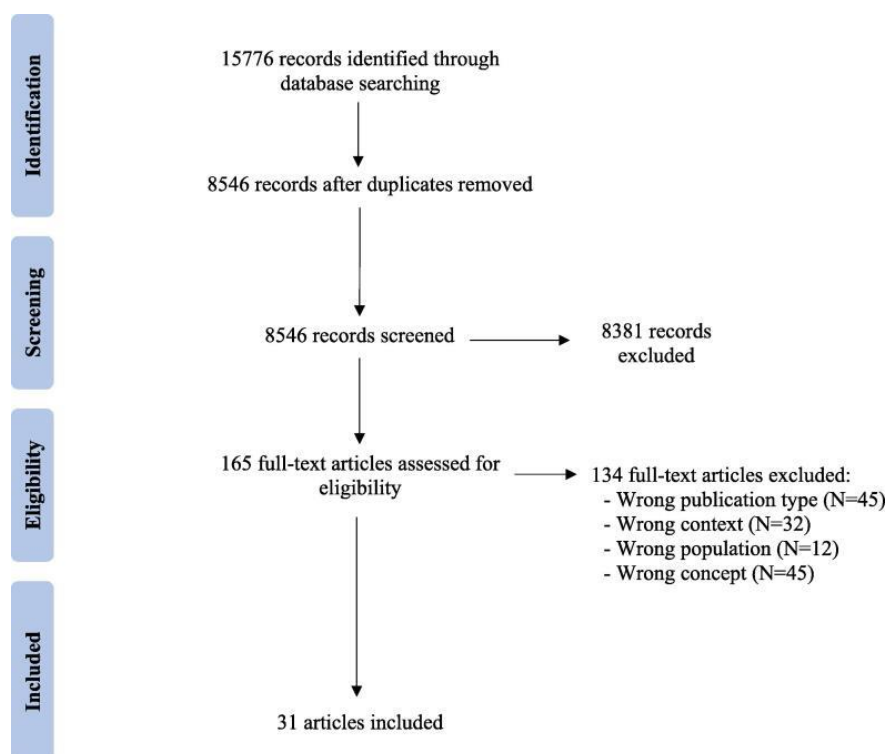 Identification
15776 records identified through
database searching
8546 records after duplicates removed
Screening
8546 records screened
8381 records
excluded
Eligibility
165 full-text articles assessed for
eligibility
134 full-text articles excluded:
- Wrong publication type (N=45)
- Wrong context (N=32)
- Wrong population (N=12)
- Wrong concept (N=45)
Included
31 articles included